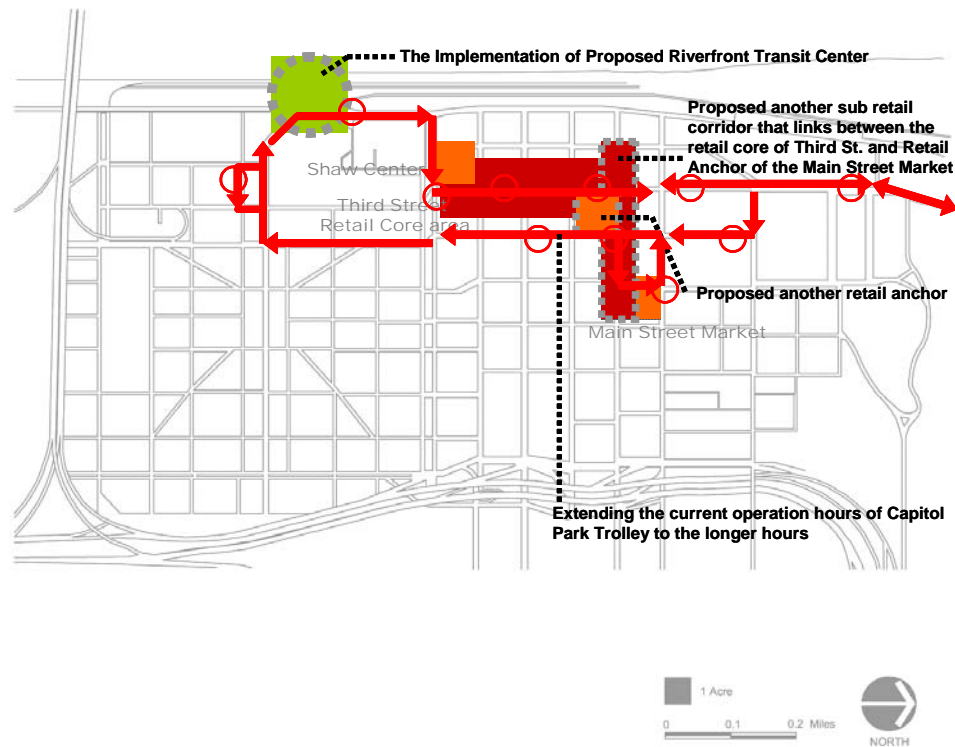 The Implementation of Proposed Riverfront Transit Center
Proposed another sub retail
corridor that links between the
retail core of Third St. and Retail
Anchor of the Main Street Market
Shaw Center
Third Street
Retail Core area
Proposed another retail anchor
Main Street Market
Extending the current operation hours of Capitol
Park Trolley to the longer hours
1 Acre
0 0.1 0.2 Miles
NORTH